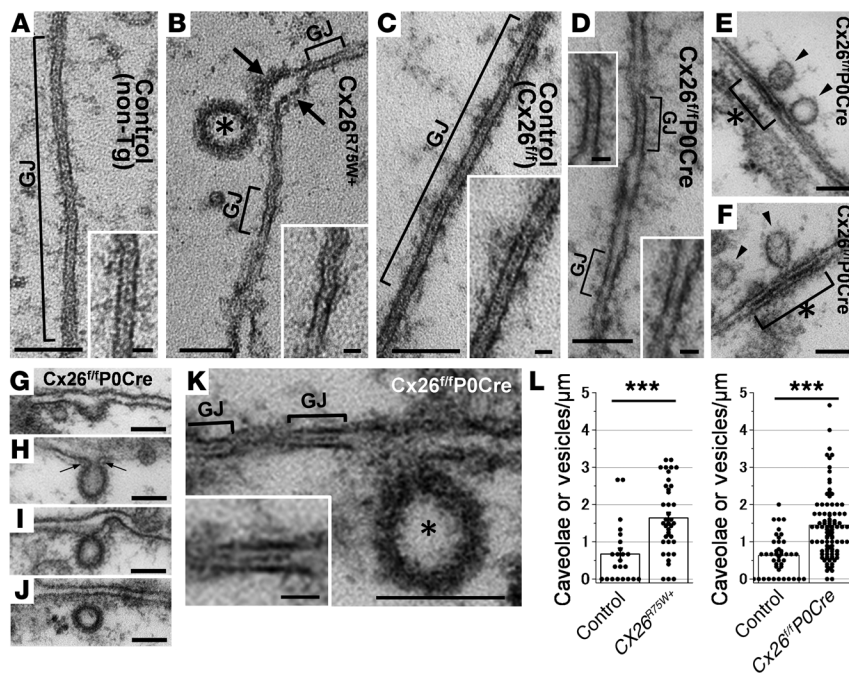 A
GJ
Control
(non-Tg)
B
GJ
*
GJ
Cx26R75W+
C
GJ
Control
(Cx26f/f)
D
GJ
GJ
Cx26f/fP0Cre
E
*
Cx26f/fP0Cre
F
*
Cx26f/fP0Cre
G
Cx26f/fP0Cre
H
I
J
K
Cx26f/fP0Cre
GJ
GJ
*
L
Caveolae or vesicles/µm
***
5
4
3
2
1
0
Control
CX26R75W+
Caveolae or vesicles/µm
***
5
4
3
2
1
0
Control
Cx26f/fP0Cre